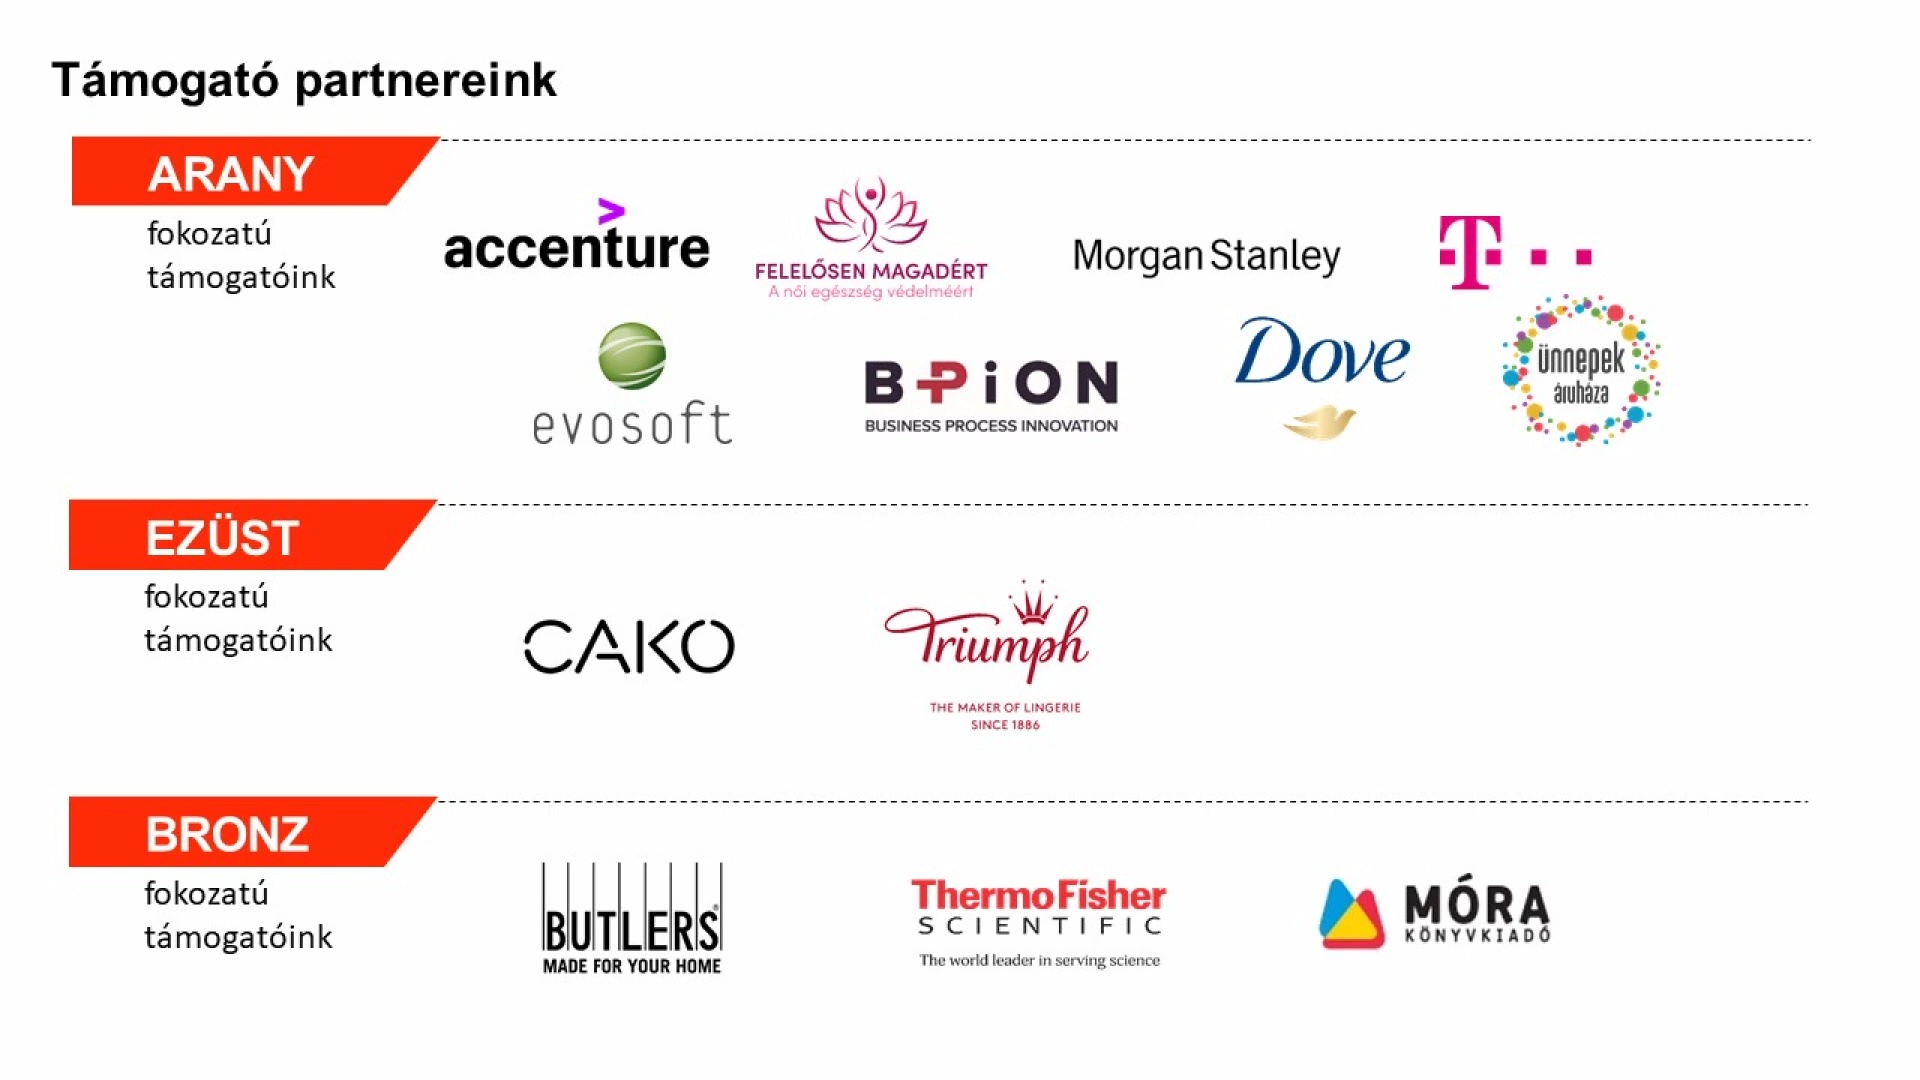 Támogató partnereink
ARANY
fokozatú
támogatóink
>
accenture
FELELŐSEN MAGADÉRT
A női egészség védelméért
Morgan Stanley
T
evosoft
BPiON
BUSINESS PROCESS INNOVATION
Dove
ünnepek
áruháza
EZÜST
fokozatú
támogatóink
CAKO
Triumph
THE MAKER OF LINGERIE
SINCE 1886
BRONZ
fokozatú
támogatóink
BUTLERS®
MADE FOR YOUR HOME
ThermoFisher
SCIENTIFIC
The world leader in serving science
MÓRA
KÖNYVKIADÓ